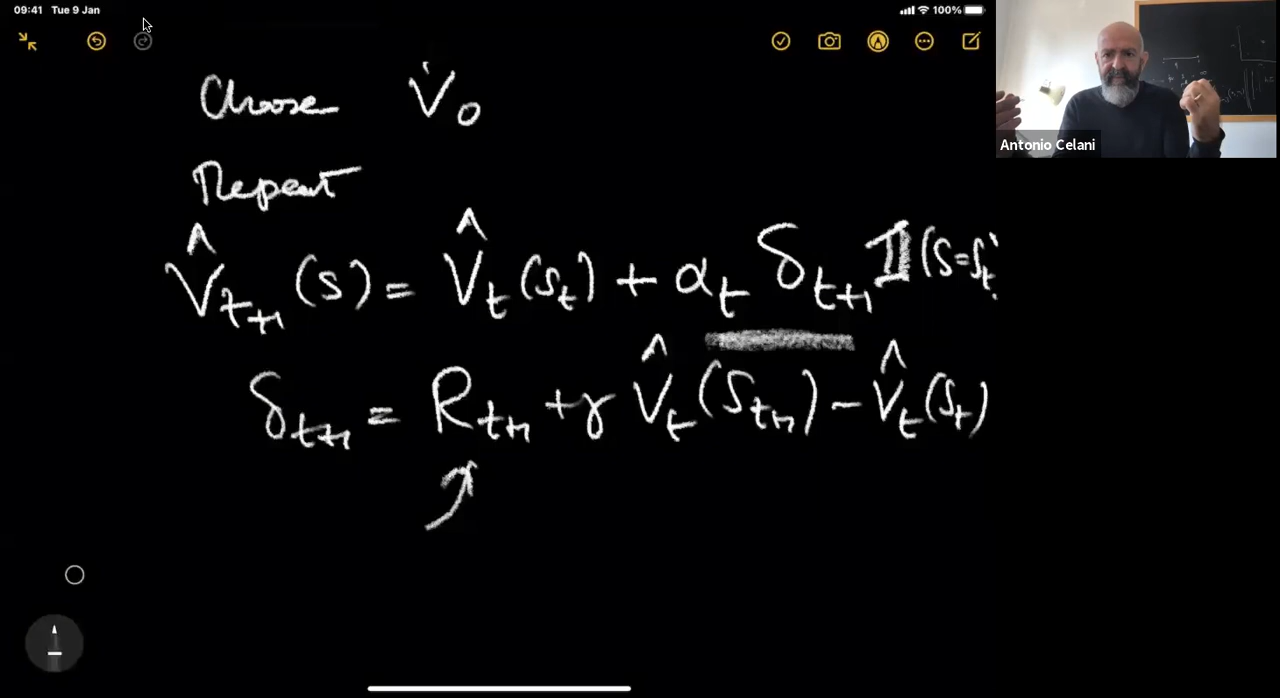 09:41 Tue 9 Jan 100%
Antonio Celani
Choose V̂₀
Repeat
V̂ₜ₊₁(s) = V̂ₜ(sₜ) + αₜ δₜ₊₁ 𝕀(s=sₜ)
δₜ₊₁ = Rₜ₊₁ + γ V̂ₜ(Sₜ₊₁) − V̂ₜ(Sₜ)